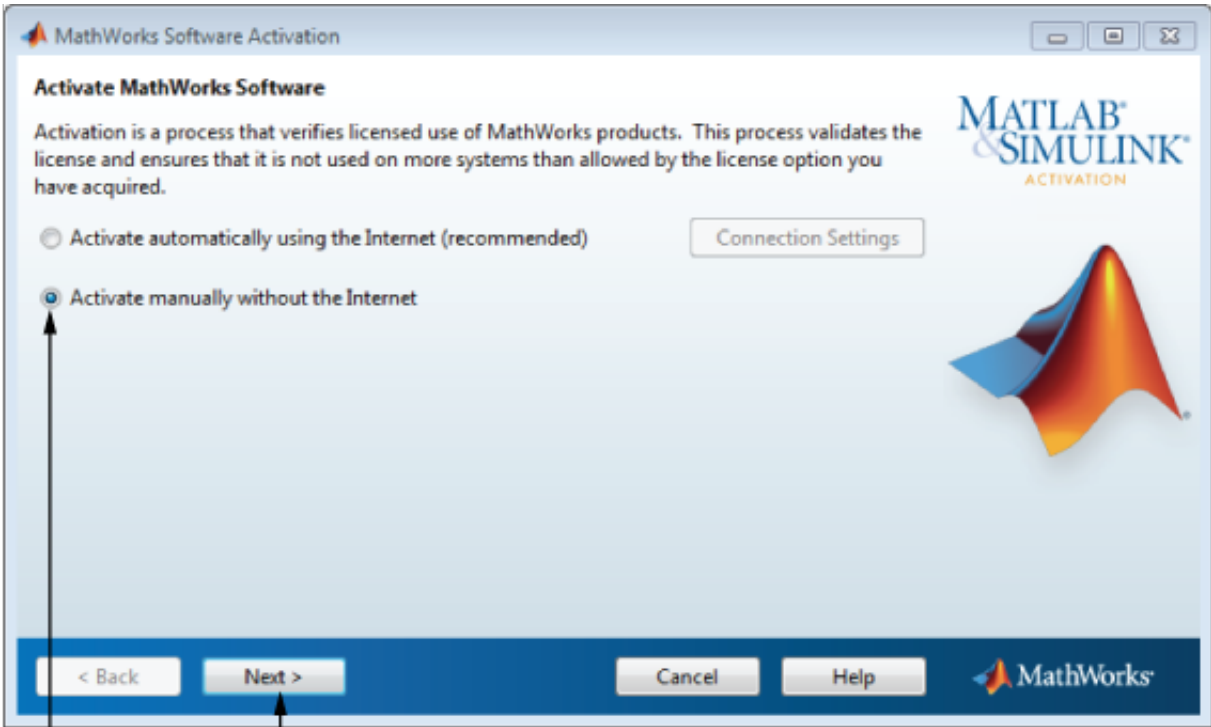 MathWorks Software Activation
Activate MathWorks Software
Activation is a process that verifies licensed use of MathWorks products. This process validates the
license and ensures that it is not used on more systems than allowed by the license option you
have acquired.
MATLAB®
&SIMULINK®
ACTIVATION
Activate automatically using the Internet (recommended)
Connection Settings
Activate manually without the Internet
< Back
Next >
Cancel
Help
MathWorks®